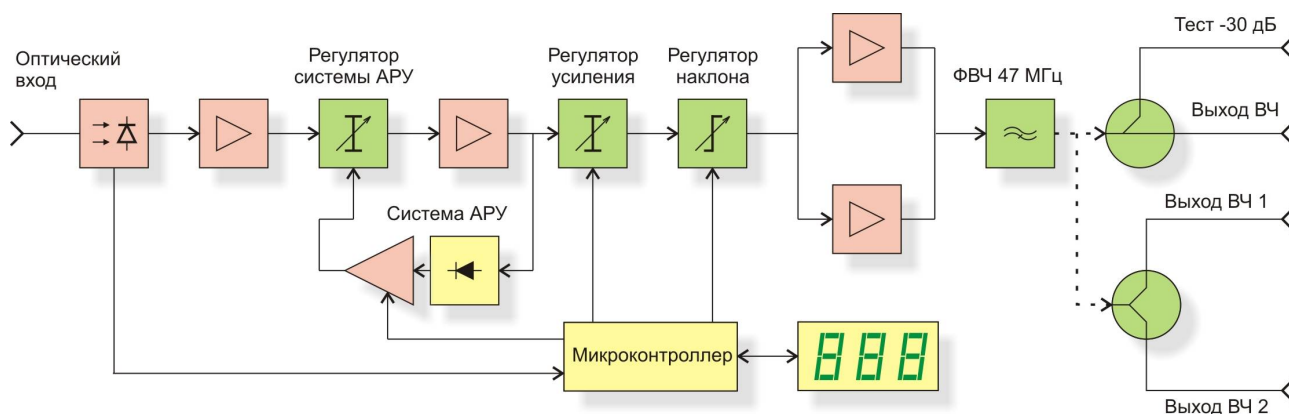 Оптический
вход
Регулятор
системы АРУ
Регулятор
усиления
Регулятор
наклона
ФВЧ 47 МГц
Тест -30 дБ
Выход ВЧ
Система АРУ
Выход ВЧ 1
Микроконтроллер
888
Выход ВЧ 2